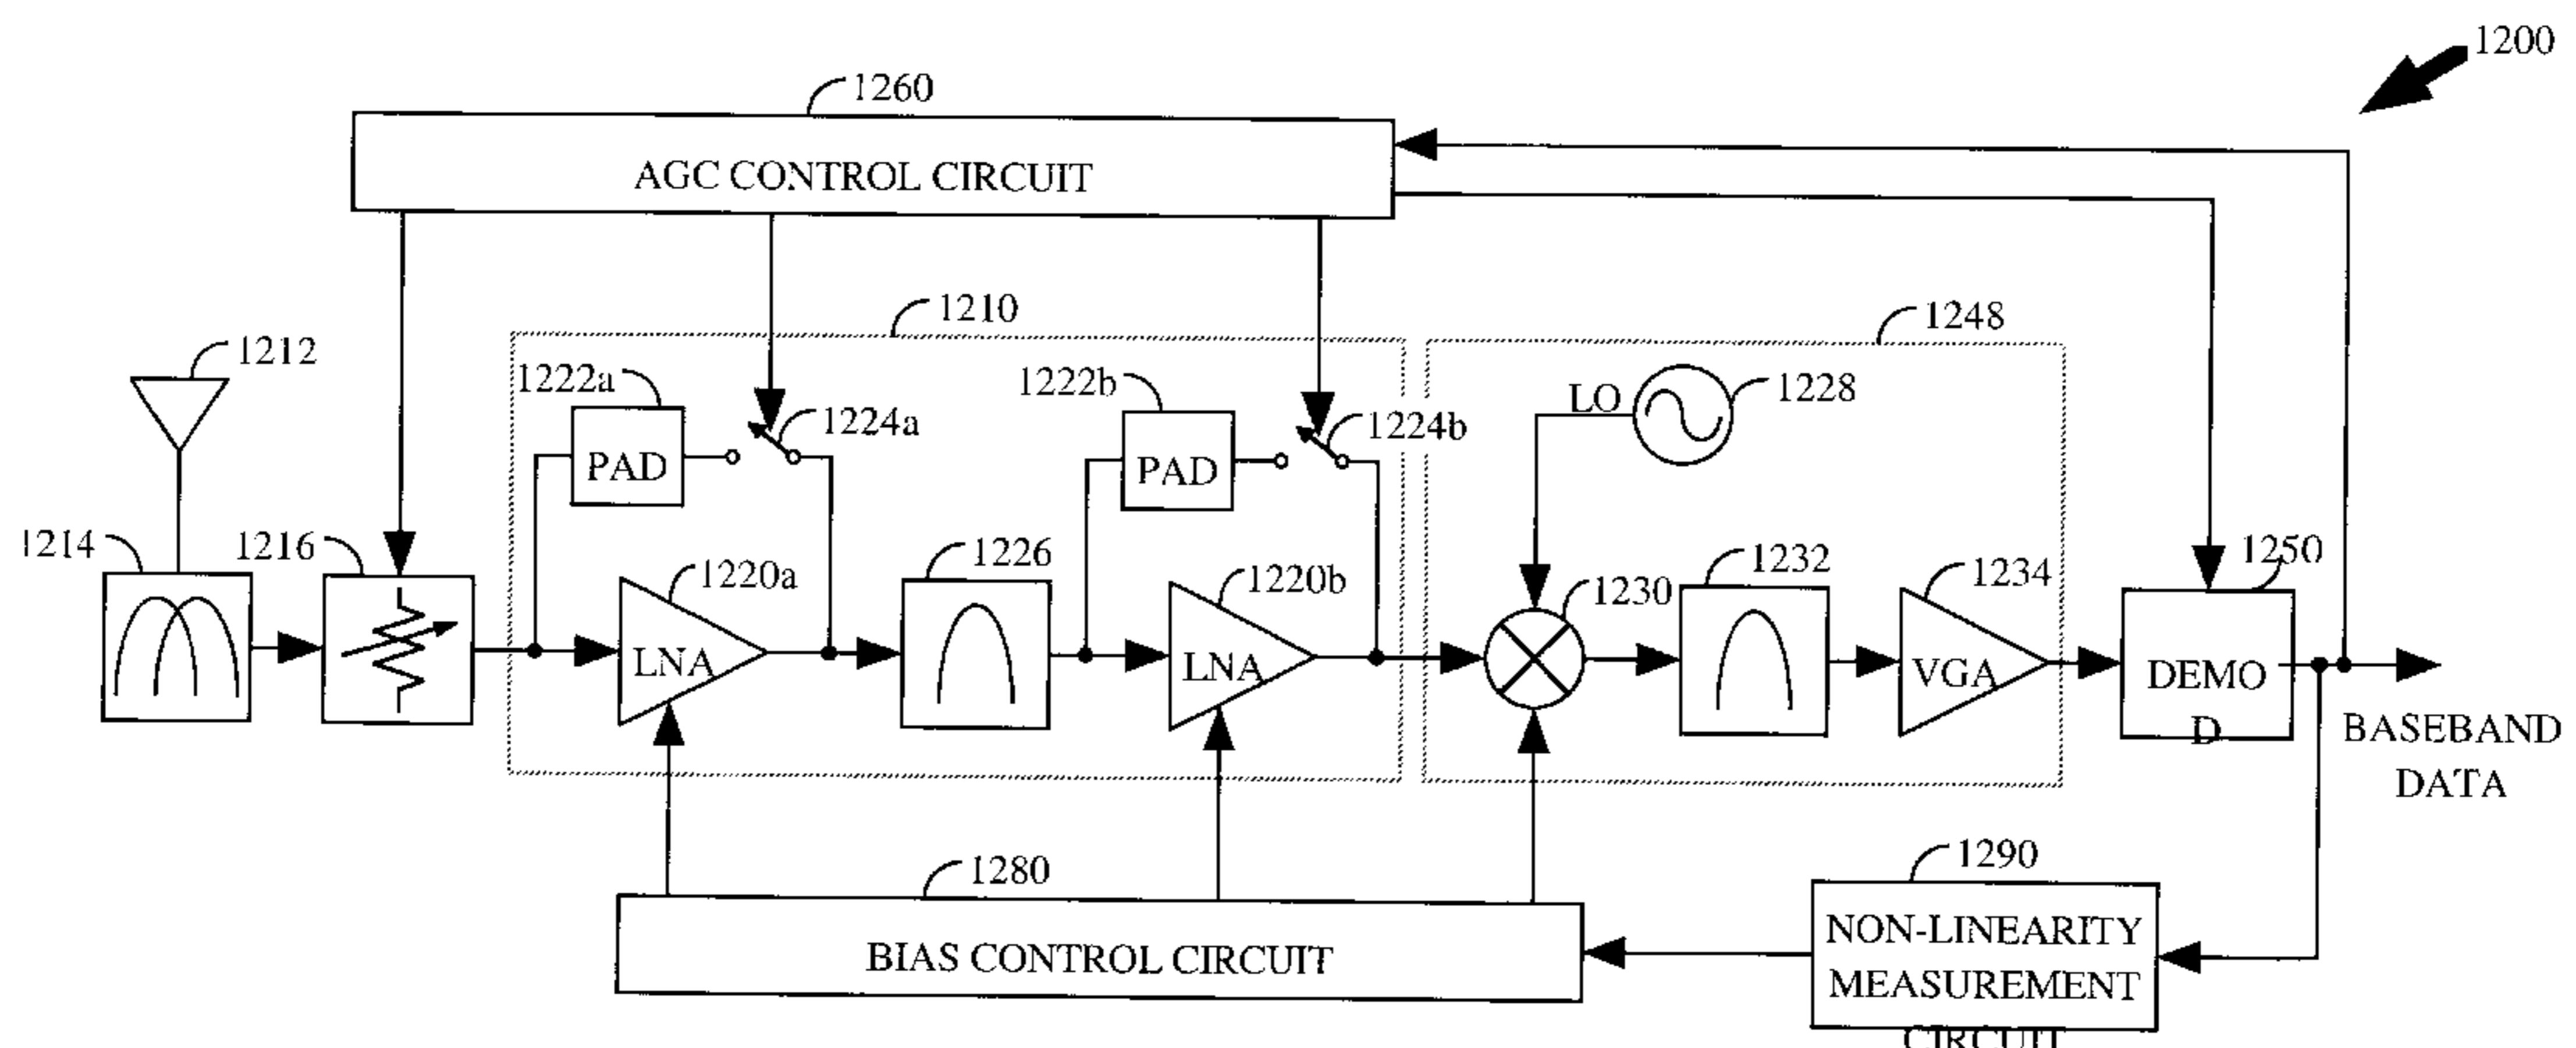 1200
1260
AGC CONTROL CIRCUIT
1210
1248
1212
1222a
1224a
1222b
1224b
LO
1228
PAD
PAD
1214
1216
1220a
1226
1220b
1230
1232
1234
1250
LNA
LNA
VGA
DEMO
D
BASEBAND
DATA
1280
1290
BIAS CONTROL CIRCUIT
NON-LINEARITY
MEASUREMENT
CIRCUIT